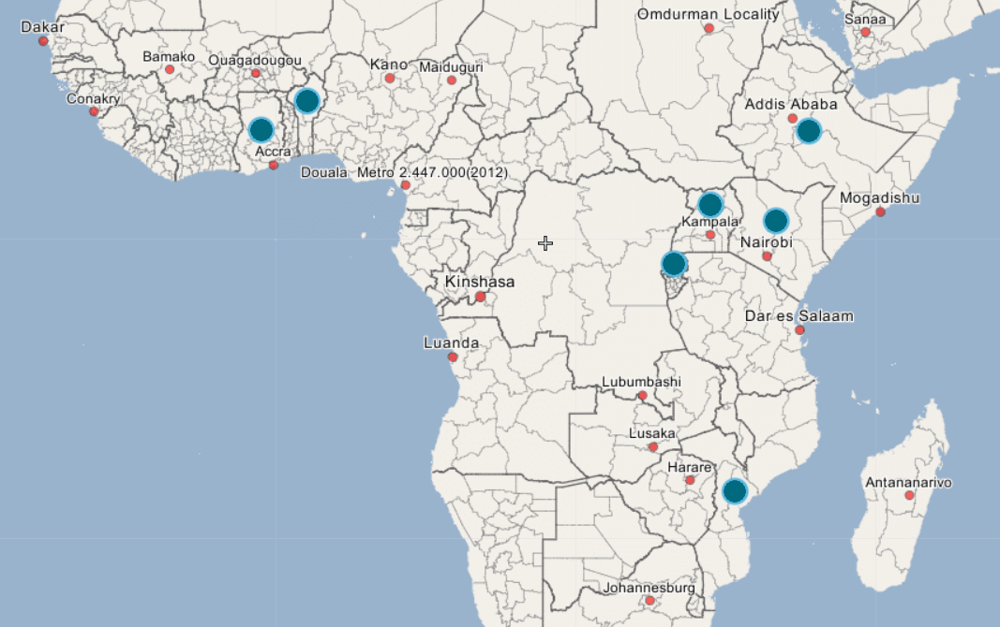 Omdurman Locality
Sanaa
Dakar
Bamako
Ouagadougou
Kano
Maiduguri
Conakry
Addis Ababa
Accra
Douala Metro 2.447.000(2012)
Mogadishu
Kampala
Nairobi
Kinshasa
Dar es Salaam
Luanda
Lubumbashi
Lusaka
Harare
Antananarivo
Johannesburg